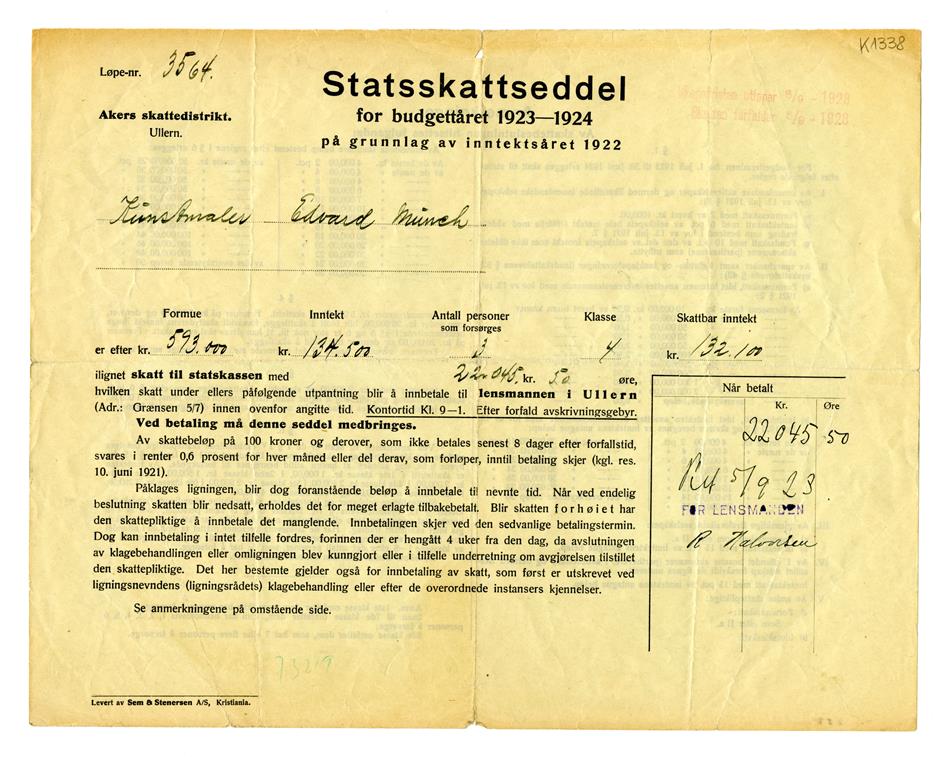 K1338
Løpe-nr. 3564.
Statsskattseddel
for budgettåret 1923—1924
på grunnlag av inntektsåret 1922
Akers skattedistrikt.
Ullern.
Kunstmaler Edvard Munch
Formue Inntekt Antall personer som forsørges Klasse Skattbar inntekt
er efter kr. 593.000 kr. 134.500 3 4 kr. 132.100
ilignet skatt til statskassen med 22.045. kr. 50 øre,
hvilken skatt under ellers påfølgende utpantning blir å innbetale til lensmannen i Ullern
(Adr.: Grænsen 5/7) innen ovenfor angitte tid. Kontortid Kl. 9—1. Efter forfald avskrivningsgebyr.
Ved betaling må denne seddel medbringes.
Av skattebeløp på 100 kroner og derover, som ikke betales senest 8 dager efter forfallstid,
svares i renter 0,6 prosent for hver måned eller del derav, som forløper, inntil betaling skjer (kgl. res.
10. juni 1921).
Påklages ligningen, blir dog foranstående beløp å innbetale til nevnte tid. Når ved endelig
beslutning skatten blir nedsatt, erholdes det for meget erlagte tilbakebetalt. Blir skatten forhøiet har
den skattepliktige å innbetale det manglende. Innbetalingen skjer ved den sedvanlige betalingstermin.
Dog kan innbetaling i intet tilfelle fordres, forinnen der er hengått 4 uker fra den dag, da avslutningen
av klagebehandlingen eller omligningen blev kunngjort eller i tilfelle underretning om avgjørelsen tilstillet
den skattepliktige. Det her bestemte gjelder også for innbetaling av skatt, som først er utskrevet ved
ligningsnevndens (ligningsrådets) klagebehandling eller efter de overordnede instansers kjennelser.
Se anmerkningene på omstående side.
Når betalt
Kr. Øre
22045 50
5/9 23
FOR LENSMANDEN
R Halvorsen
Levert av Sem & Stenersen A/S, Kristiania.